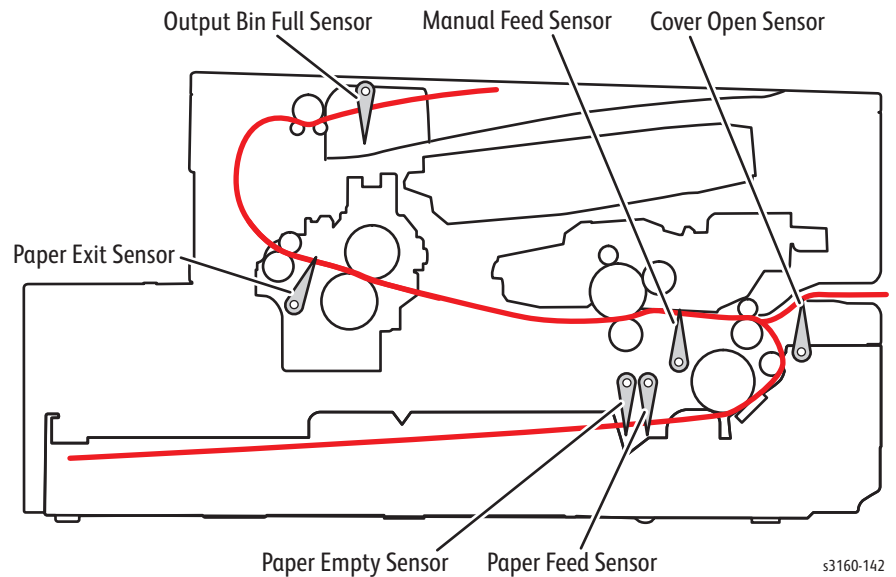 Output Bin Full Sensor
Manual Feed Sensor
Cover Open Sensor
Paper Exit Sensor
Paper Empty Sensor
Paper Feed Sensor
s3160-142